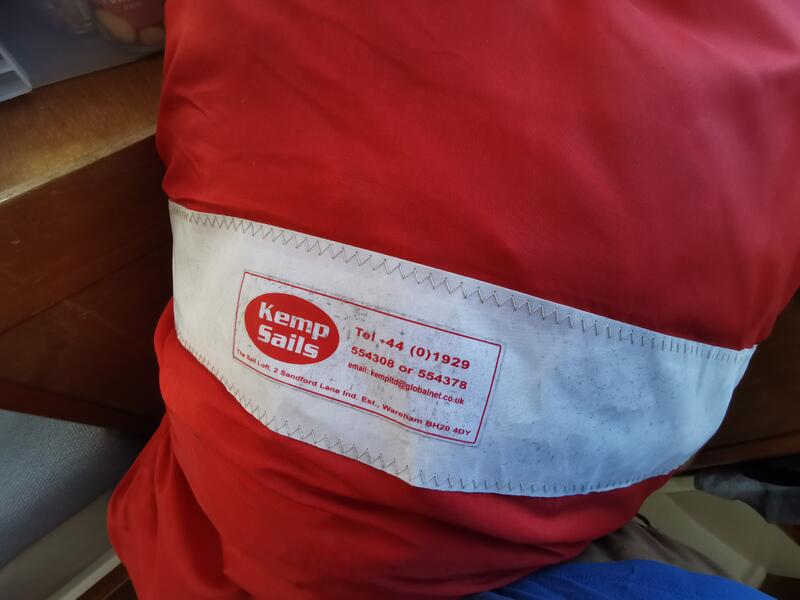 Kemp
Sails
Tel +44 (0)1929
554308 or 554378
email: kempltd@globalnet.co.uk
The Sail Loft, 2 Sandford Lane Ind. Est., Wareham BH20 4DY